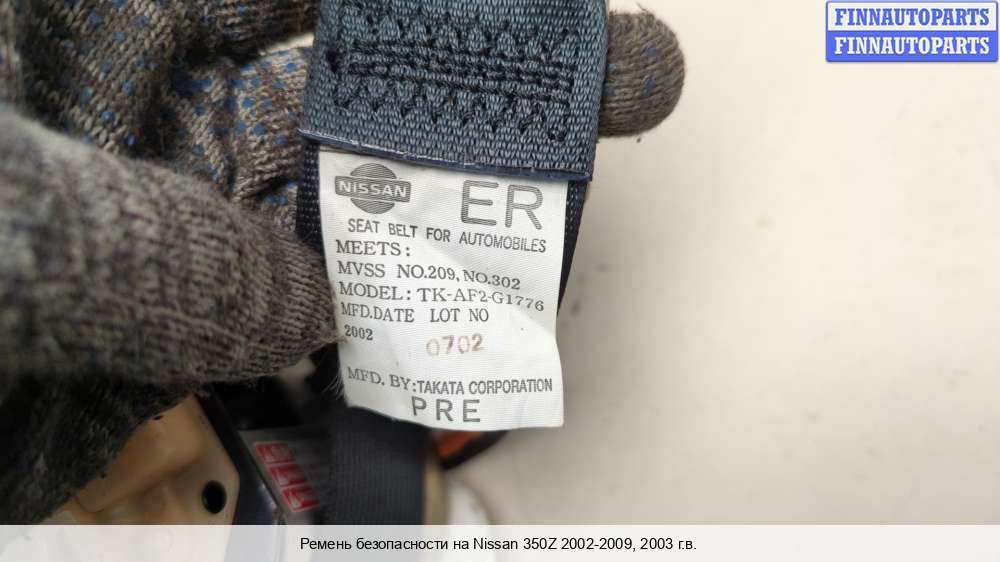 FINNAUTOPARTS
FINNAUTOPARTS
NISSAN
ER
SEAT BELT FOR AUTOMOBILES
MEETS:
MVSS NO.209, NO.302
MODEL: TK-AF2-G1776
MFD.DATE LOT NO
2002 0702
MFD. BY:TAKATA CORPORATION
PRE
Ремень безопасности на Nissan 350Z 2002-2009, 2003 г.в.